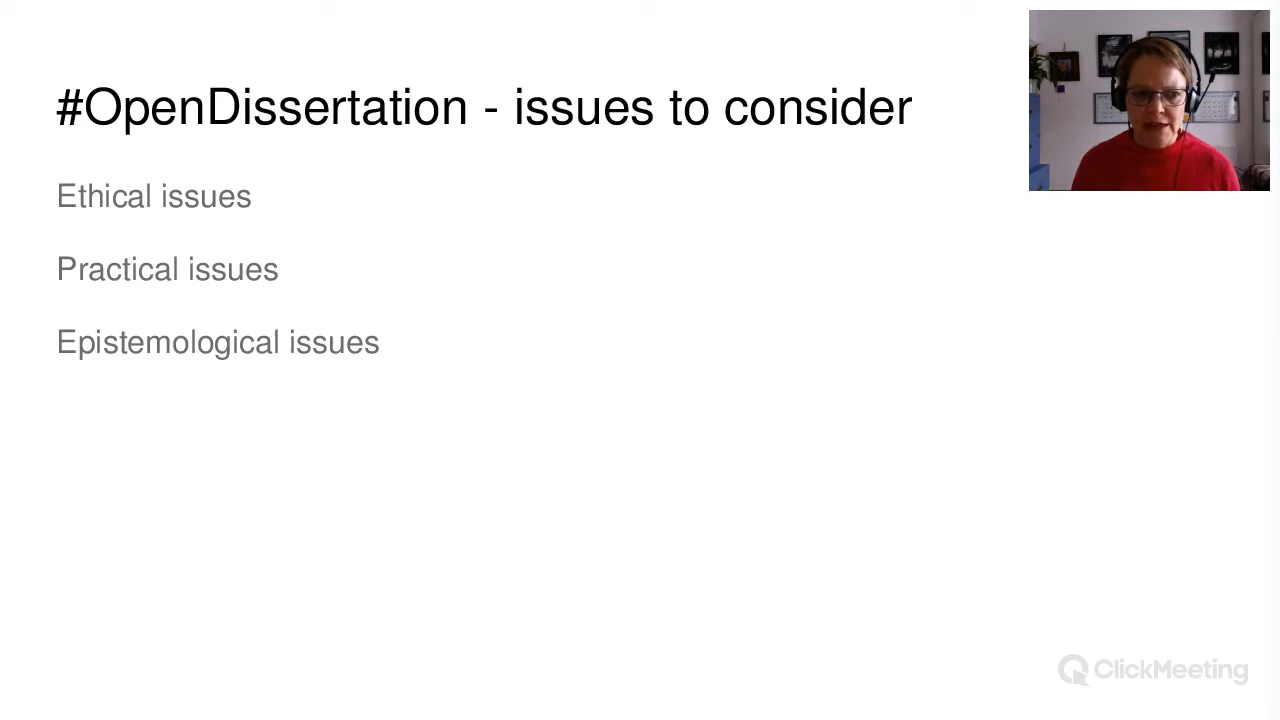 #OpenDissertation - issues to consider
Ethical issues
Practical issues
Epistemological issues
ClickMeeting